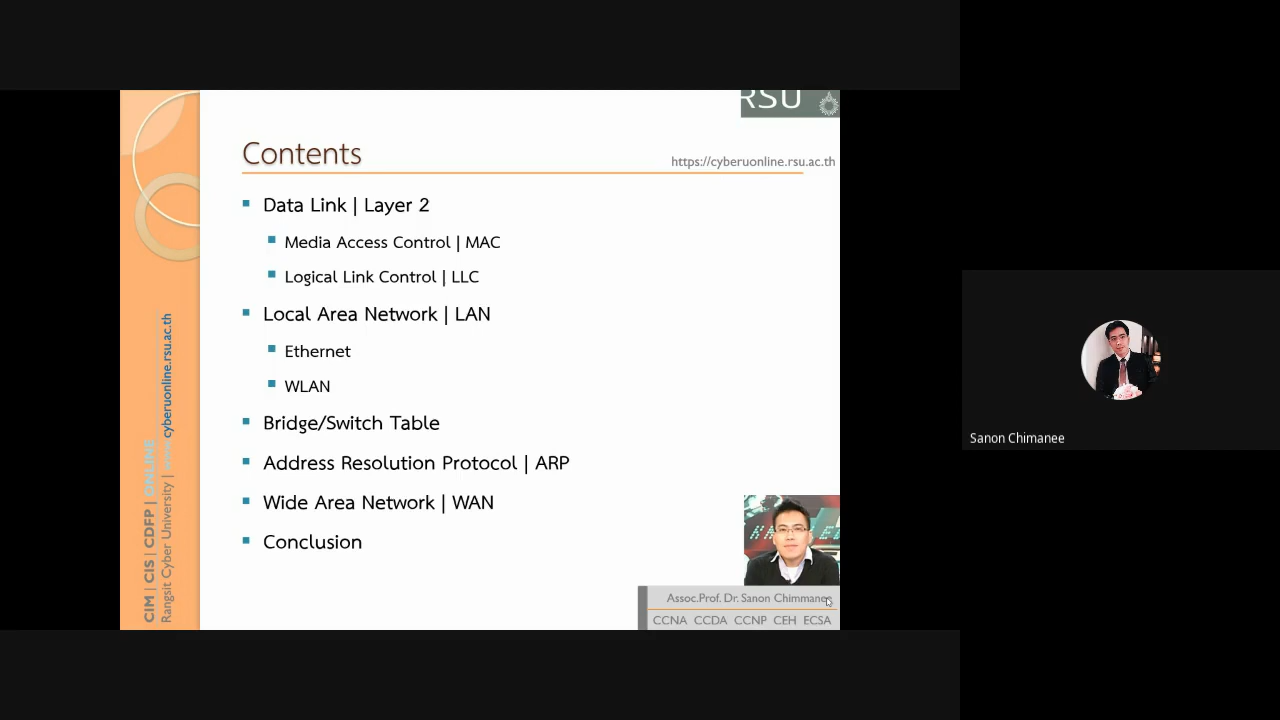 RSU
Contents
https://cyberuonline.rsu.ac.th
Data Link | Layer 2
Media Access Control | MAC
Logical Link Control | LLC
Local Area Network | LAN
Ethernet
WLAN
Bridge/Switch Table
Address Resolution Protocol | ARP
Wide Area Network | WAN
Conclusion
CIM | CIS | CDFP | ONLINE
Rangsit Cyber University | www.cyberuonline.rsu.ac.th
Assoc.Prof. Dr. Sanon Chimmanee
CCNA CCDA CCNP CEH ECSA
Sanon Chimanee